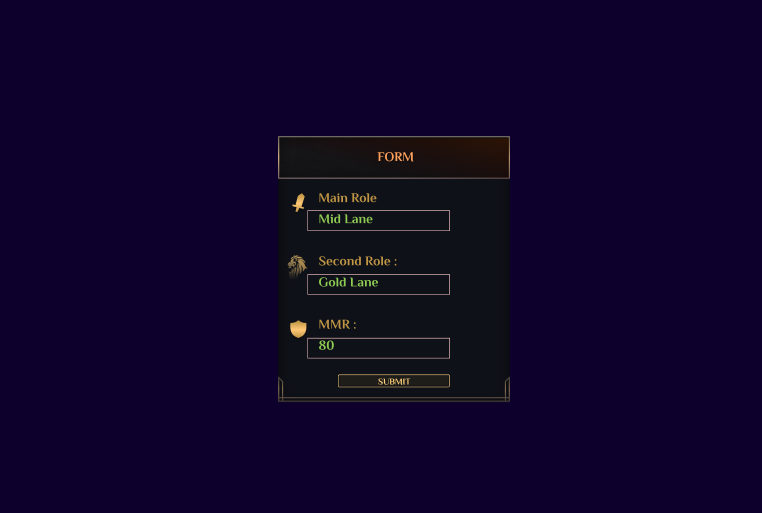 FORM
Main Role
Mid Lane
Second Role :
Gold Lane
MMR :
80
SUBMIT